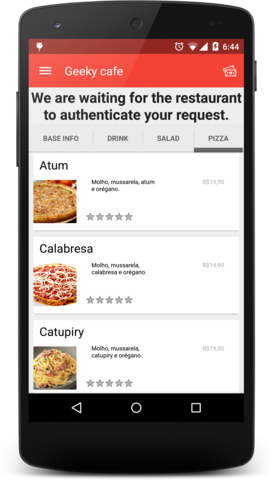 6:44
Geeky cafe
We are waiting for the restaurant
to authenticate your request.
BASE INFO DRINK SALAD PIZZA
Atum
Molho, mussarela, atum R$19,90
e orégano.
Calabresa
Molho, mussarela, R$14,90
calabresa e orégano.
Catupiry
Molho, mussarela, R$19,90
catupiry e orégano.